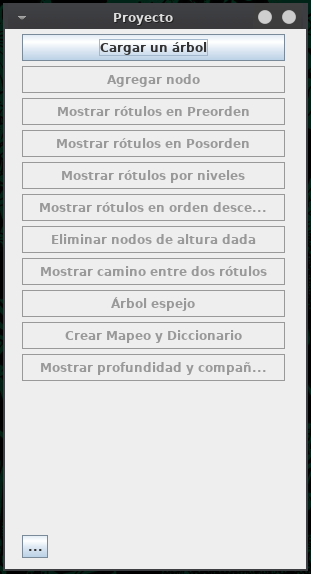 Proyecto
Cargar un árbol
Agregar nodo
Mostrar rótulos en Preorden
Mostrar rótulos en Posorden
Mostrar rótulos por niveles
Mostrar rótulos en orden desce...
Eliminar nodos de altura dada
Mostrar camino entre dos rótulos
Árbol espejo
Crear Mapeo y Diccionario
Mostrar profundidad y compañ...
...